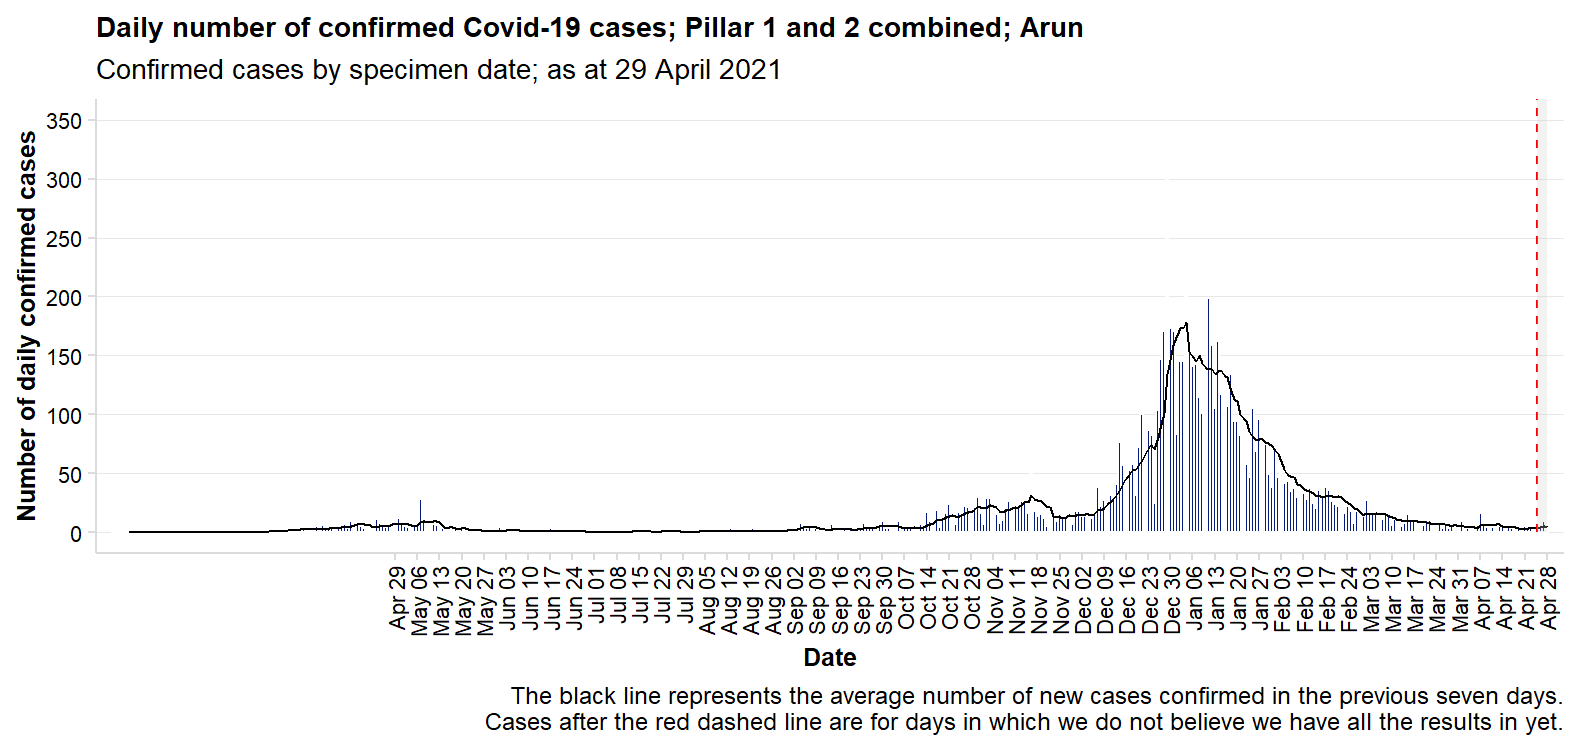 Daily number of confirmed Covid-19 cases; Pillar 1 and 2 combined; Arun
Confirmed cases by specimen date; as at 29 April 2021
Number of daily confirmed cases
350
300
250
200
150
100
50
0
Apr 29
May 06
May 13
May 20
May 27
Jun 03
Jun 10
Jun 17
Jun 24
Jul 01
Jul 08
Jul 15
Jul 22
Jul 29
Aug 05
Aug 12
Aug 19
Aug 26
Sep 02
Sep 09
Sep 16
Sep 23
Sep 30
Oct 07
Oct 14
Oct 21
Oct 28
Nov 04
Nov 11
Nov 18
Nov 25
Dec 02
Dec 09
Dec 16
Dec 23
Dec 30
Jan 06
Jan 13
Jan 20
Jan 27
Feb 03
Feb 10
Feb 17
Feb 24
Mar 03
Mar 10
Mar 17
Mar 24
Mar 31
Apr 07
Apr 14
Apr 21
Apr 28
Date
The black line represents the average number of new cases confirmed in the previous seven days.
Cases after the red dashed line are for days in which we do not believe we have all the results in yet.